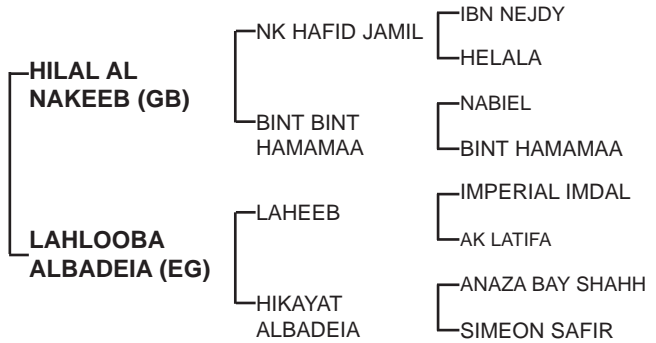 HILAL AL
NAKEEB (GB)
LAHLOOBA
ALBADEIA (EG)
NK HAFID JAMIL
BINT BINT
HAMAMAA
LAHEEB
HIKAYAT
ALBADEIA
IBN NEJDY
HELALA
NABIEL
BINT HAMAMAA
IMPERIAL IMDAL
AK LATIFA
ANAZA BAY SHAHH
SIMEON SAFIR